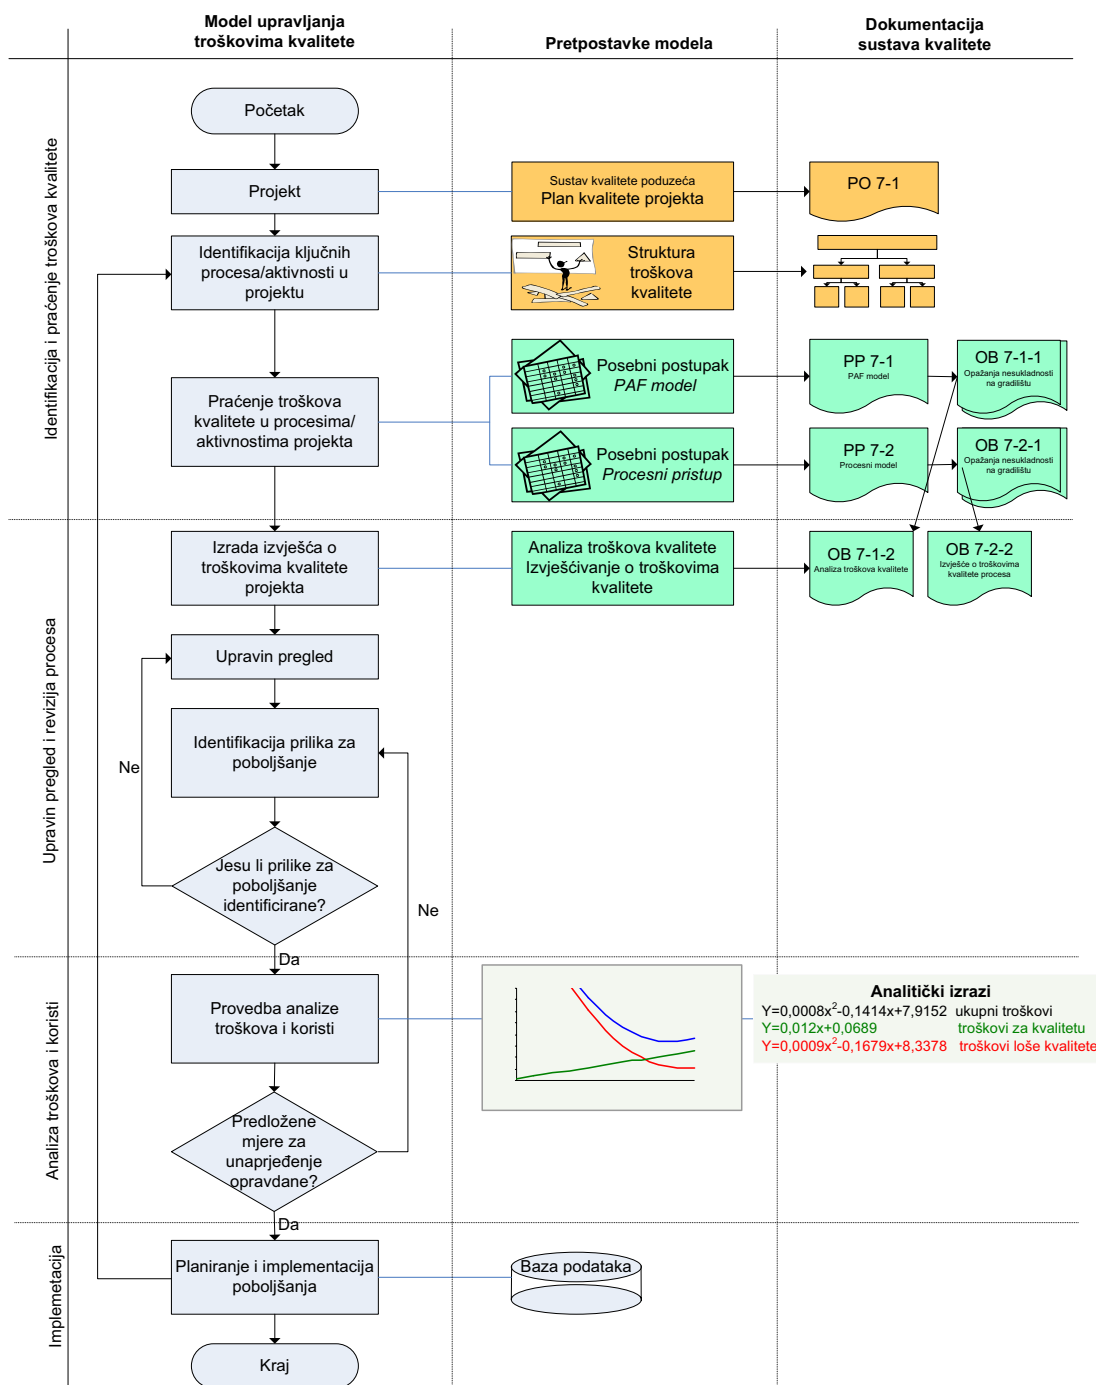 Model upravljanja
troškovima kvalitete
Pretpostavke modela
Dokumentacija
sustava kvalitete
Identifikacija i praćenje troškova kvalitete
Početak
Projekt
Sustav kvalitete poduzeća
Plan kvalitete projekta
PO 7-1
Identifikacija ključnih
procesa/aktivnosti u
projektu
Struktura
troškova
kvalitete
Praćenje troškova
kvalitete u procesima/
aktivnostima projekta
Posebni postupak
PAF model
PP 7-1
PAF model
OB 7-1-1
Opažanja nesukladnosti
na gradilištu
Posebni postupak
Procesni pristup
PP 7-2
Procesni model
OB 7-2-1
Opažanja nesukladnosti
na gradilištu
Upravin pregled i revizija procesa
Izrada izvješća o
troškovima kvalitete
projekta
Analiza troškova kvalitete
Izvješćivanje o troškovima
kvalitete
OB 7-1-2
Analiza troškova kvalitete
OB 7-2-2
Izvješće o troškovima
kvalitete procesa
Upravin pregled
Identifikacija prilika za
poboljšanje
Ne
Jesu li prilike za
poboljšanje
identificirane?
Ne
Da
Analiza troškova i koristi
Provedba analize
troškova i koristi
Analitički izrazi
Y=0,0008x²-0,1414x+7,9152 ukupni troškovi
Y=0,012x+0,0689 troškovi za kvalitetu
Y=0,0009x²-0,1679x+8,3378 troškovi loše kvalitete
Predložene
mjere za
unaprjeđenje
opravdane?
Da
Implemetacija
Planiranje i implementacija
poboljšanja
Baza podataka
Kraj